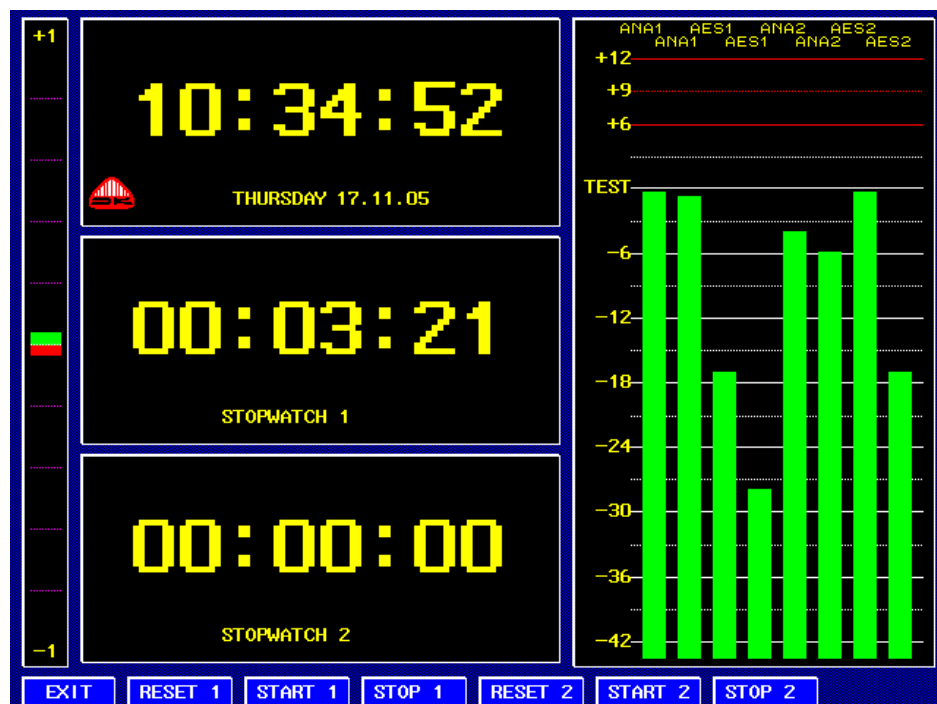 +1
10:34:52
THURSDAY 17.11.05
00:03:21
STOPWATCH 1
00:00:00
STOPWATCH 2
-1
ANA1 AES1 ANA2 AES2
ANA1 AES1 ANA2 AES2
+12
+9
+6
TEST
-6
-12
-18
-24
-30
-36
-42
EXIT RESET 1 START 1 STOP 1 RESET 2 START 2 STOP 2